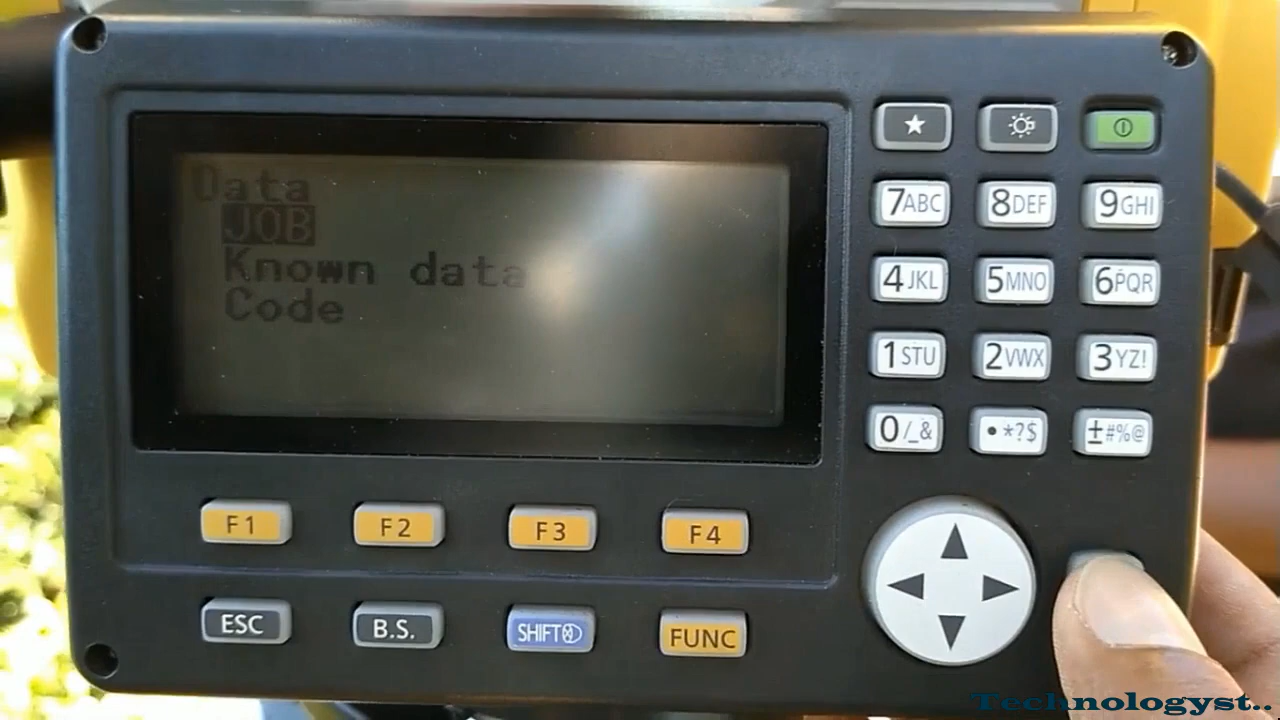 Data
JOB
Known data
Code
★
7ABC 8DEF 9GHI
4JKL 5MNO 6PQR
1STU 2VWX 3YZ!
0/_& •*?$ ±#%@
F1 F2 F3 F4
ESC B.S. SHIFT FUNC
Technologyst..